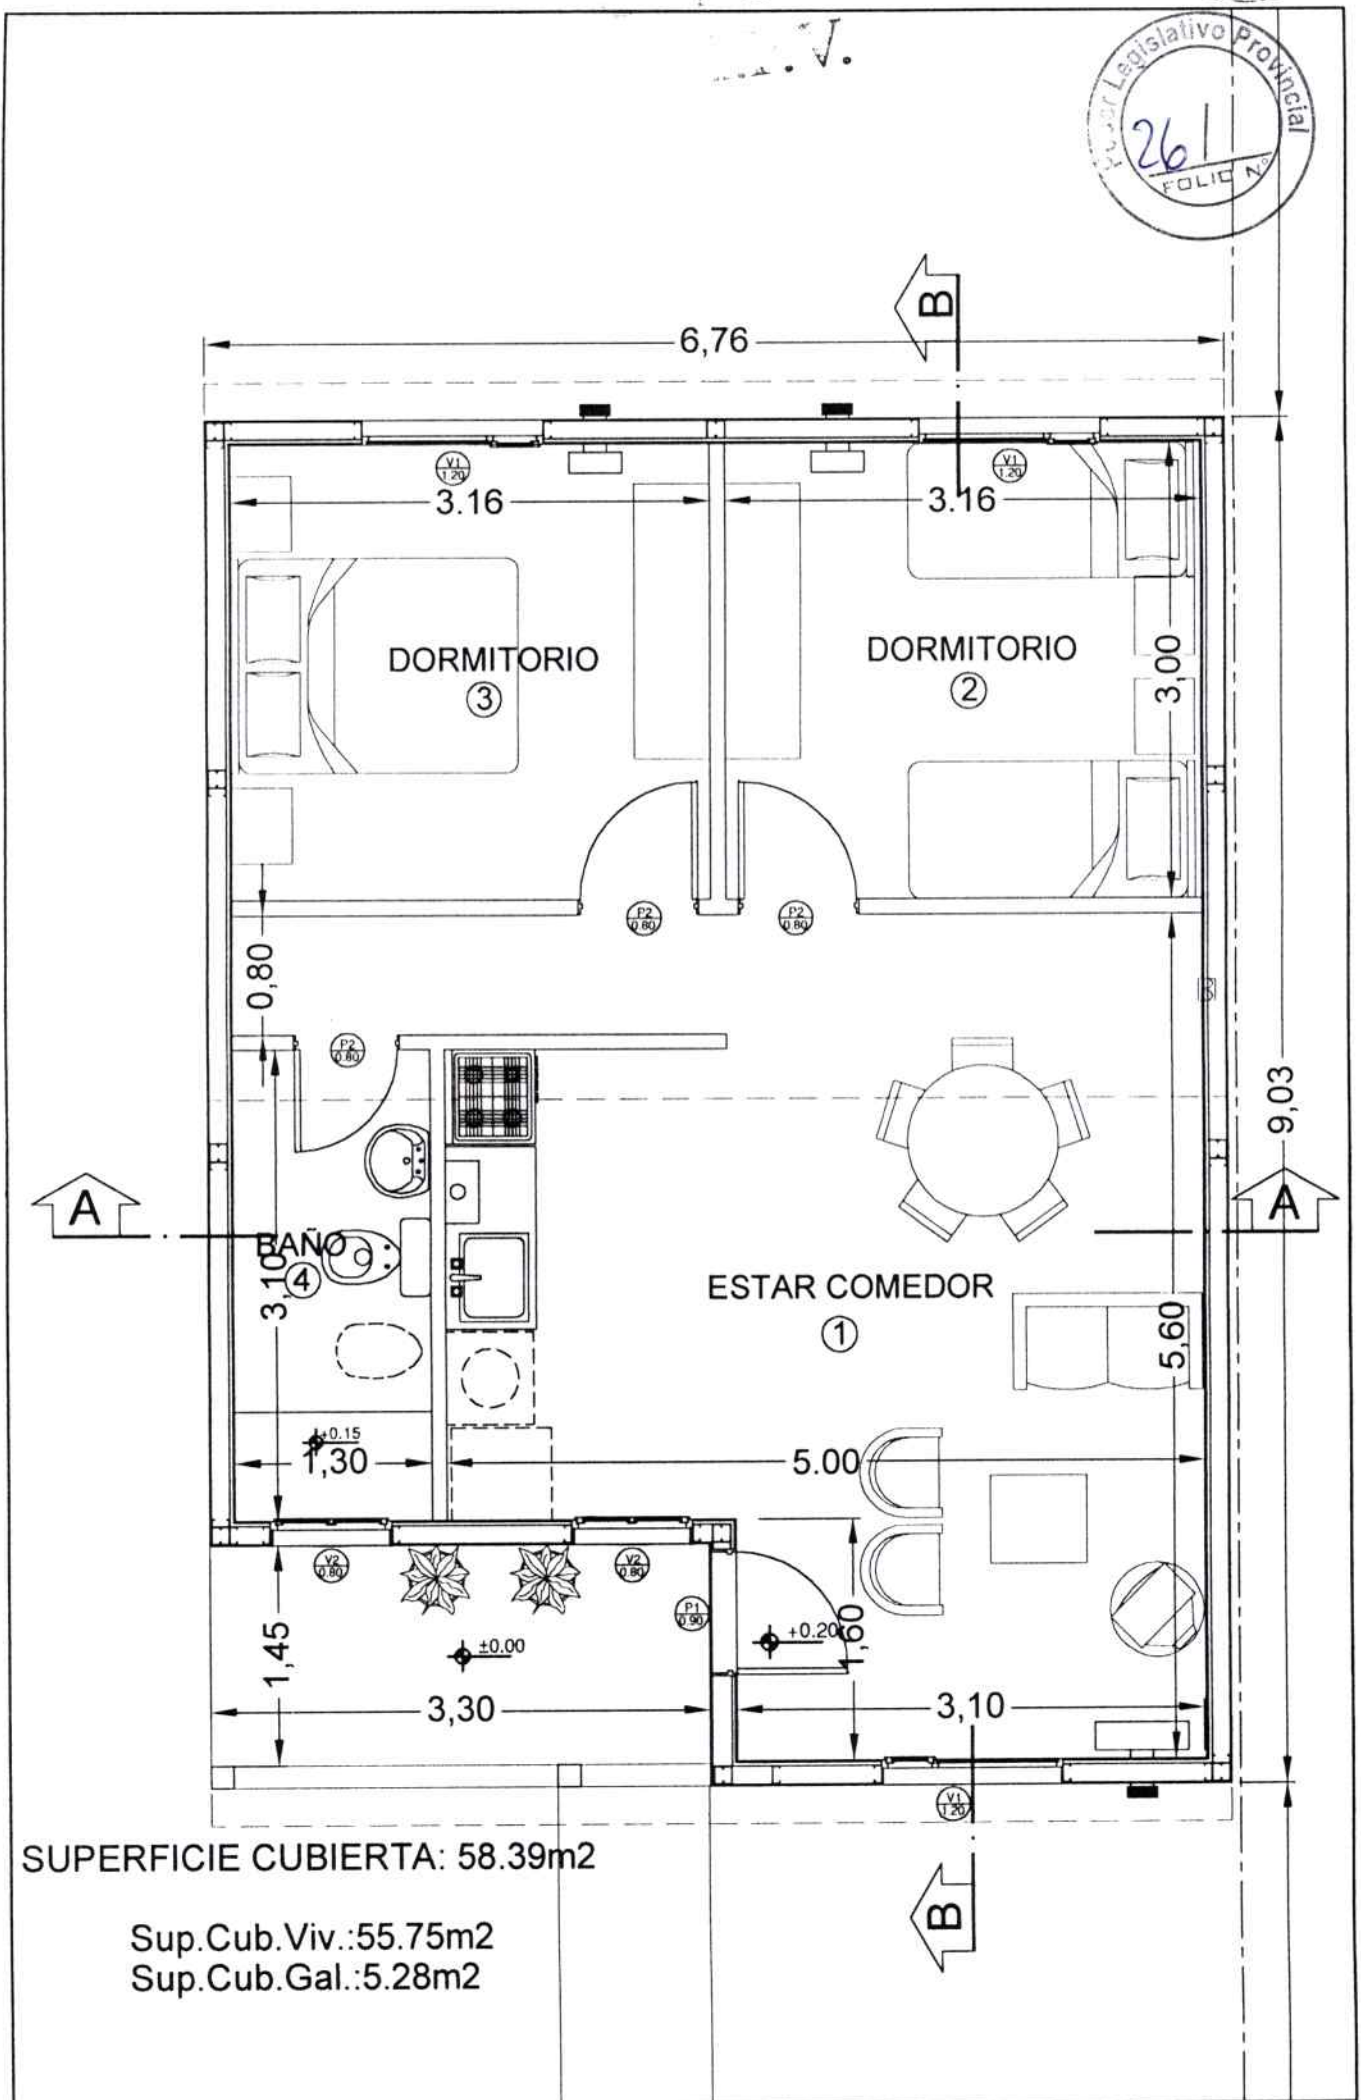 .V.
Legislativo Provincial
261
FOLIO Nº
B
6,76
V1
1.20
V1
1.20
3.16
3.16
DORMITORIO
3
DORMITORIO
2
3,00
P2
0.80
P2
0.80
0,80
P2
0.80
9,03
A
A
BAÑO
4
3,10
ESTAR COMEDOR
1
5,60
+0.15
1,30
5.00
V2
0.80
V2
0.80
P1
0.90
+0.20
1,60
1,45
±0.00
3,30
3,10
V1
1.20
SUPERFICIE CUBIERTA: 58.39m2
B
Sup.Cub.Viv.:55.75m2
Sup.Cub.Gal.:5.28m2